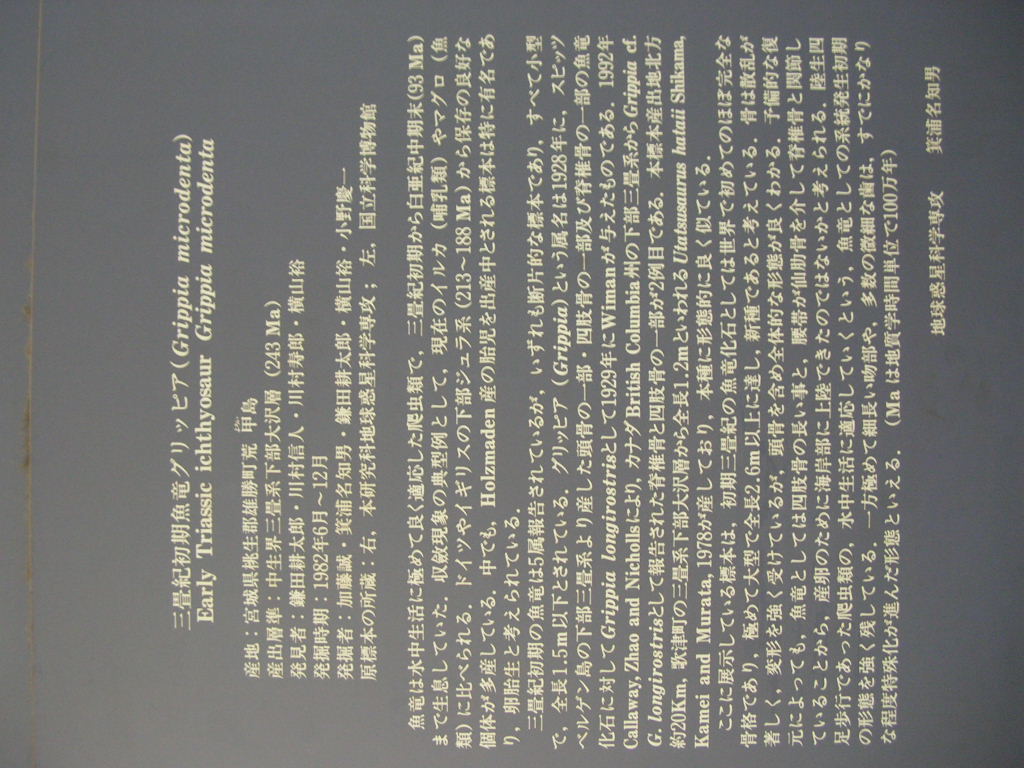 三畳紀初期魚竜グリッピア(Grippia microdenta)
Early Triassic ichthyosaur Grippia microdenta
産地:宮城県桃生郡雄勝町荒 岬島
産出層準:中生界三畳系下部大沢層 (243 Ma)
発見者:鎌田耕太郎・川村信人・川村寿郎・横山裕
発掘時期:1982年6月~12月
発掘者:加藤誠・箕浦名知男・鎌田耕太郎・横山裕・小野慶一
原標本の所蔵:右,本研究科地球惑星科学専攻;左,国立科学博物館
魚竜は水中生活に極めて良く適応した爬虫類で,三畳紀初期から白亜紀中期末(93 Ma)
まで生息していた.収斂現象の典型例として,現在のイルカ(哺乳類)やマグロ(魚
類)に比べられる.ドイツやイギリスの下部ジュラ系(213~188 Ma)から保存の良好な
個体が多産している.中でも,Holzmaden 産の胎児を出産中とされる標本は特に有名であ
り,卵胎生と考えられている.
三畳紀初期の魚竜は5属報告されているが,いずれも断片的な標本であり,すべて小型
で,全長1.5m以下とされている.グリッピア(Grippia)という属名は1928年に,スピッツ
ベルゲン島の下部三畳系より産した頭骨の一部・四肢骨の一部及び脊椎骨の一部の魚竜
化石に対してGrippia longirostrisとして1929年に Wimanが与えたものである.1992年
Callaway, Zhao and Nichollsにより,カナダBritish Columbia州の下部三畳系からGrippia cf.
G. longirostrisとして報告された脊椎骨と四肢骨の一部が2例目である.本標本産出地北方
約20Km,歌津町の三畳系下部大沢層から全長1.2mといわれるUtatsusaurus hataii Shikama,
Kamei and Murata, 1978が産しており,本種に形態的に良く似ている.
ここに展示している標本は,初期三畳紀の魚竜化石としては世界で初めてのほぼ完全な
骨格であり,極めて大型で全長2.6m以上に達し,新種であると考えている.骨は散乱が
著しく,変形を強く受けているが,頭骨を含め全体的な形態が良くわかる.予備的な復
元によっても,魚竜としては四肢骨の長い事と,腰帯が仙肋骨を介して脊椎骨と関節し
ていることから,産卵のために海岸部に上陸できたのではないかと考えられる.陸生四
足歩行であった爬虫類の,水中生活に適応していくという,魚竜としての系統発生初期
の形態を強く残している.一方極めて細長い吻部や,多数の微細な歯は,すでにかなり
な程度特殊化が進んだ形態といえる. (Ma は地質学時間単位で100万年)
地球惑星科学専攻 箕浦名知男